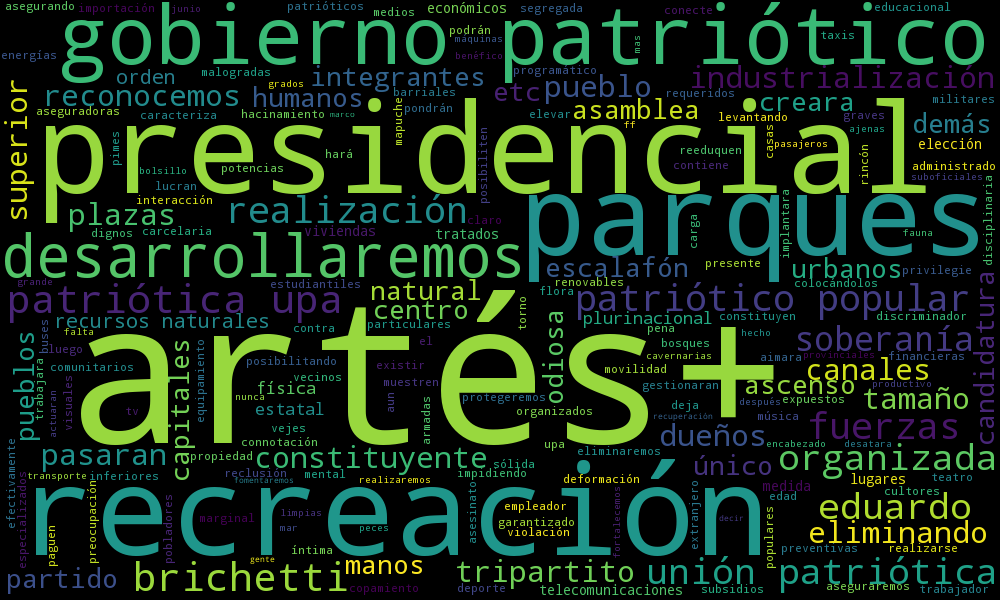 asegurando importación junio patrióticos medios económicos segregada conecte educacional
gobierno patriótico
podrán máquinas benéfico mas taxis
energías orden malogradas grados integrantes programático industrialización
reconocemos humanos barriales etc pueblo requeridos creara militares
superior aseguradoras caracteriza hacinamiento marco mapuche pondrán elevar asamblea ff levantando casas graves ajenas demás
presidencial
pimes bolsillo potencias hará posibiliten reeduquen contiene pasajeros rincón elección administrado suboficiales
lucran interacción
plazas realización claro parques
dignos carcelaria viviendas tratados carga implantara fauna disciplinaria
desarrollaremos escalafón presente urbanos privilegie
grande estudiantiles natural renovables colocándolos
patriótica upa centro torno flora patriótico popular
recursos naturales particulares plurinacional constituyen discriminador
pueblos buses falta contra el pena hecho soberanía candidatura
luego vecinos bosques aimara provinciales financieras
comunitarios capitales equipamiento posibilitando existir odiosa movilidad cavernarias canales
artés+
trabajara visuales nunca física aun muestren protegeremos gestionaran ascenso productivo
actuaran tv estatal organizados deja después expuestos tamaño
vejes armadas música recuperación fuerzas
connotación upa dueños encabezado desatara
pasaran propiedad constituyente sólida eliminaremos único organizada
efectivamente transporte inferiores reclusión mental impidiendo deformación medida lugares teatro
fomentaremos realizaremos
recreación
especializados paguen preocupación pobladores marginal limpias mar peces asesinato empleador garantizado violación fortalecemos extranjero decir edad populares cultores eduardo
íntima eliminando
gente preventivas realizarse
partido brichetti manos tripartito unión patriótica
copamiento deporte telecomunicaciones subsidios aseguraremos trabajador